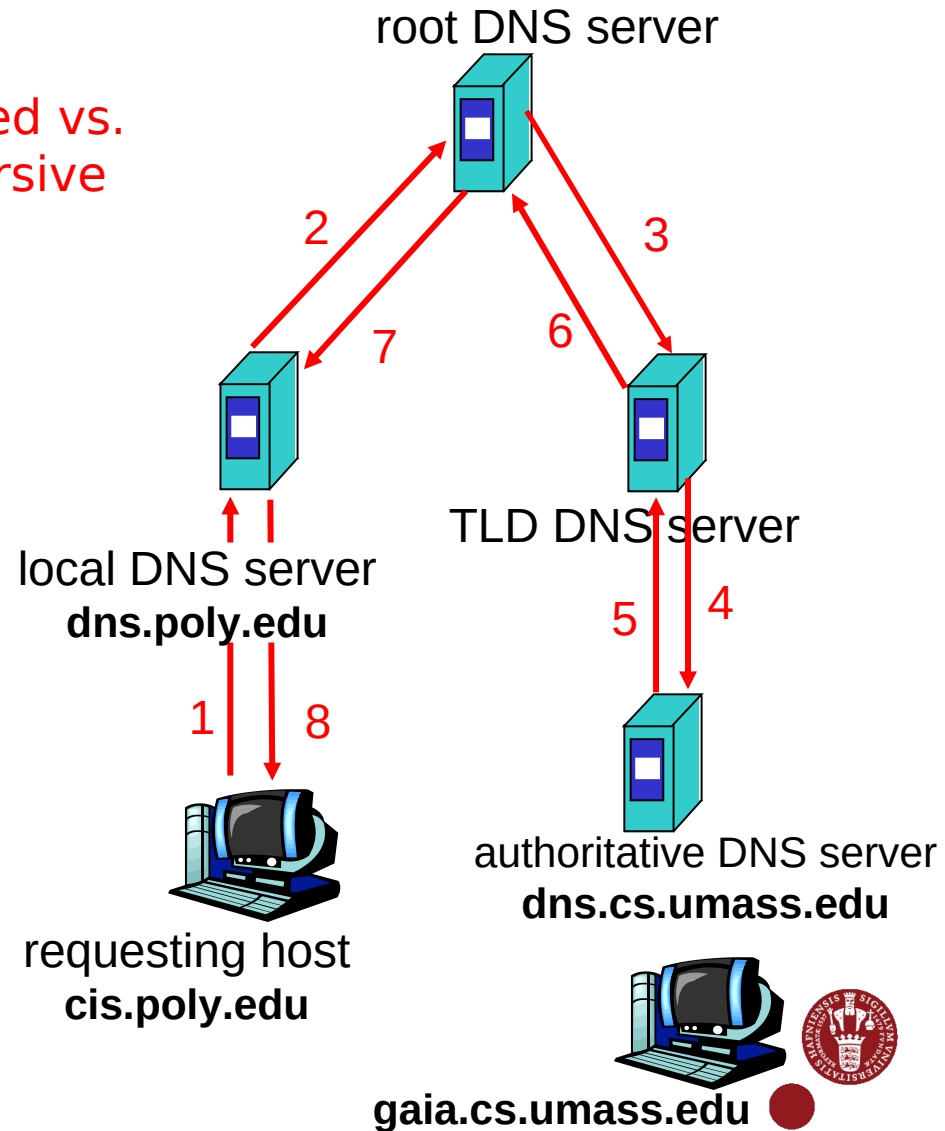 root DNS server
ed vs.
rsive
2
3
7
6
TLD DNS server
local DNS server
dns.poly.edu
5
4
1
8
authoritative DNS server
dns.cs.umass.edu
requesting host
cis.poly.edu
gaia.cs.umass.edu